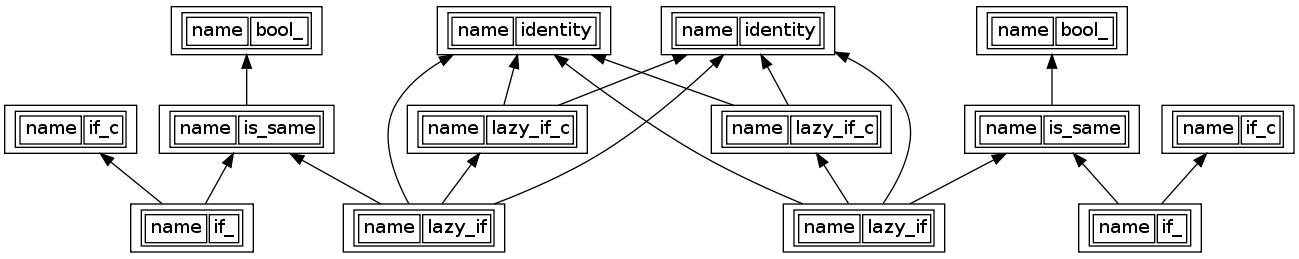 name bool_
name identity
name identity
name bool_
name if_c
name is_same
name lazy_if_c
name lazy_if_c
name is_same
name if_c
name if_
name lazy_if
name lazy_if
name if_